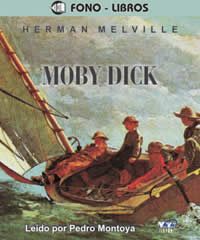 FONO - LIBROS
HERMAN MELVILLE
MOBY DICK
Leído por Pedro Montoya